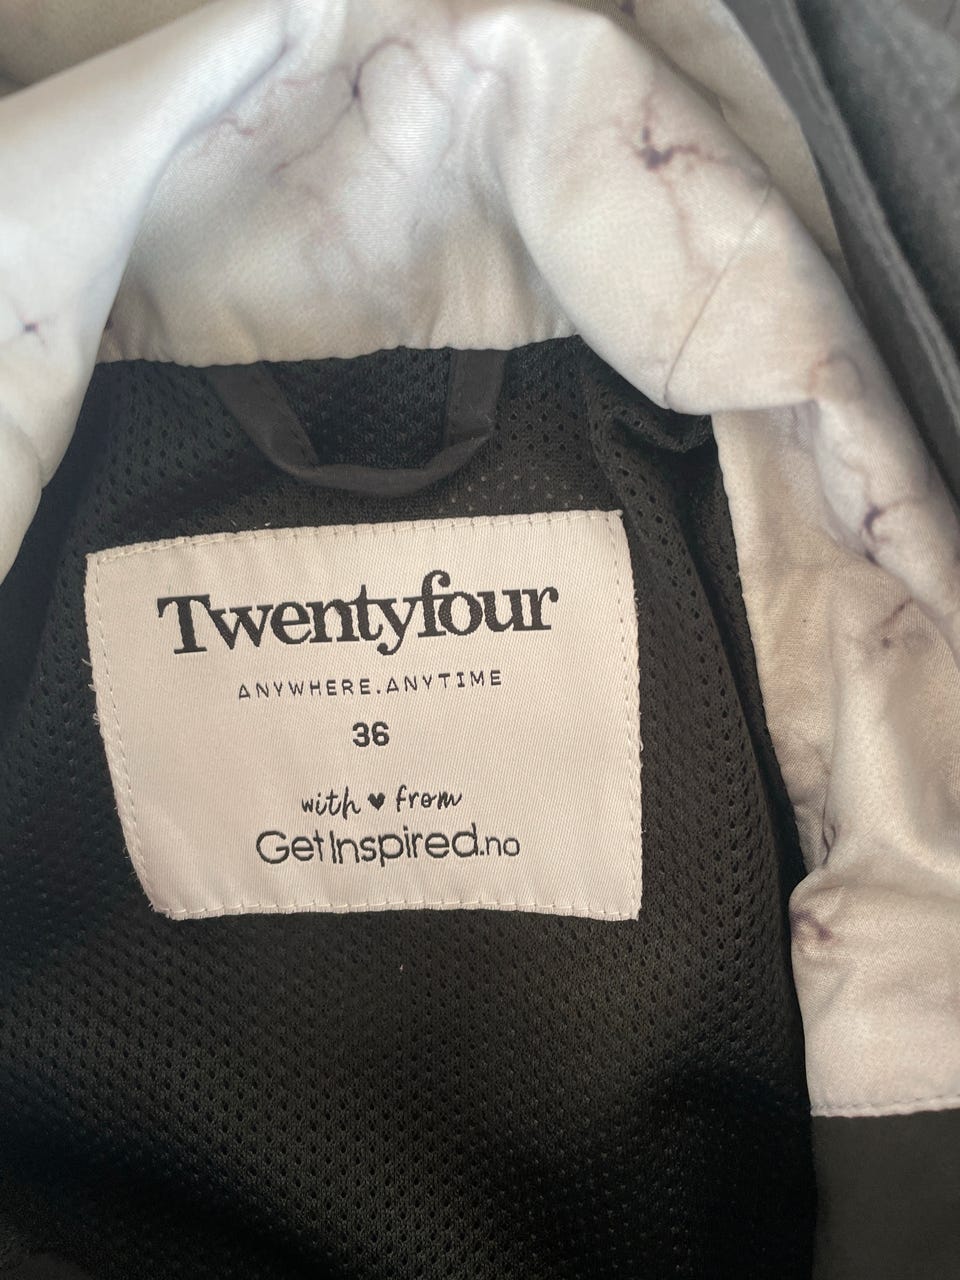 Twentyfour
ANYWHERE.ANYTIME
36
with ♥ from
GetInspired.no